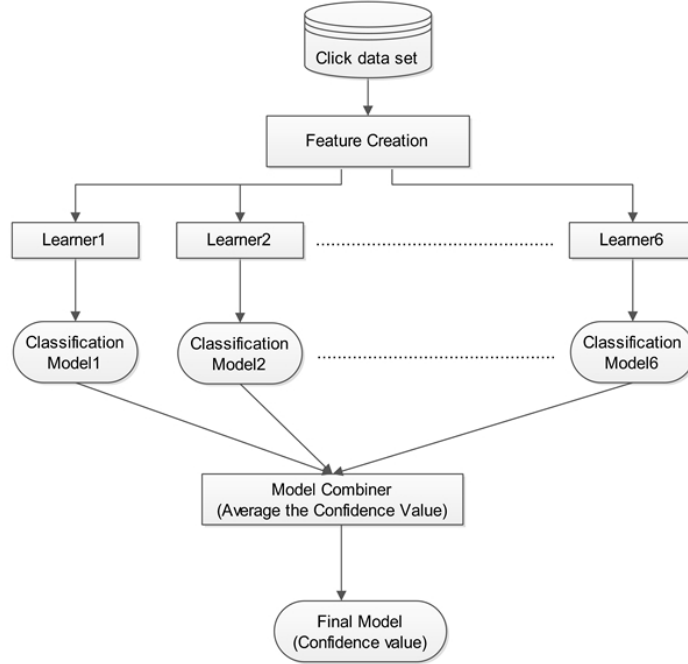 Click data set
Feature Creation
Learner1
Learner2
Learner6
Classification
Model1
Classification
Model2
Classification
Model6
Model Combiner
(Average the Confidence Value)
Final Model
(Confidence value)